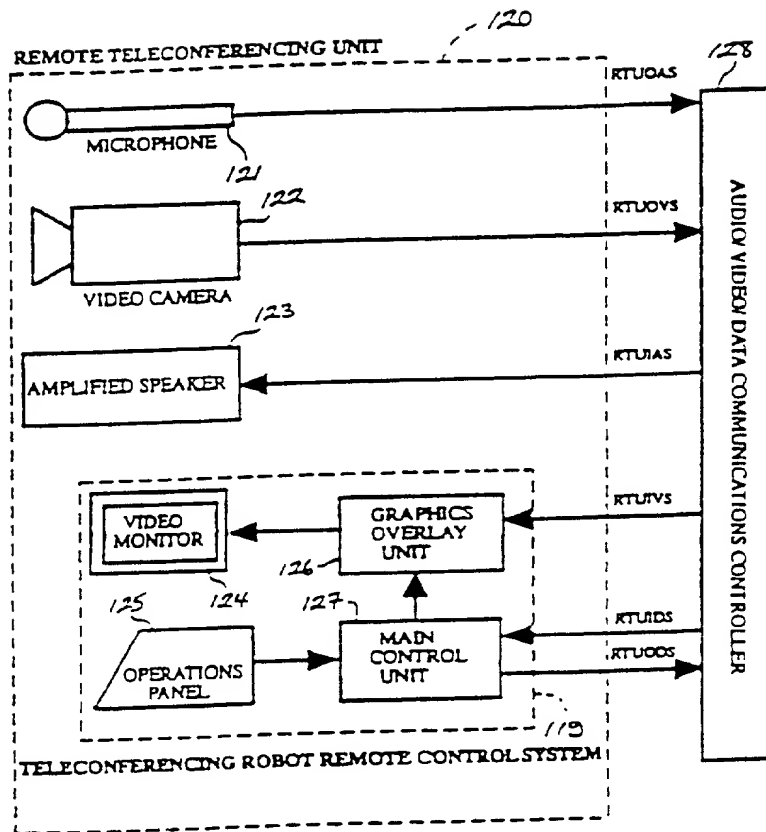 120
REMOTE TELECONFERENCING UNIT
128
RTUOAS
MICROPHONE
121
122
RTUOVS
VIDEO CAMERA
123
RTUIAS
AMPLIFIED SPEAKER
AUDIO/VIDEO/DATA COMMUNICATIONS CONTROLLER
VIDEO
MONITOR
GRAPHICS
OVERLAY
UNIT
RTUIVS
126
124
127
125
OPERATIONS
PANEL
MAIN
CONTROL
UNIT
RTUIDS
RTUODS
119
TELECONFERENCING ROBOT REMOTE CONTROL SYSTEM